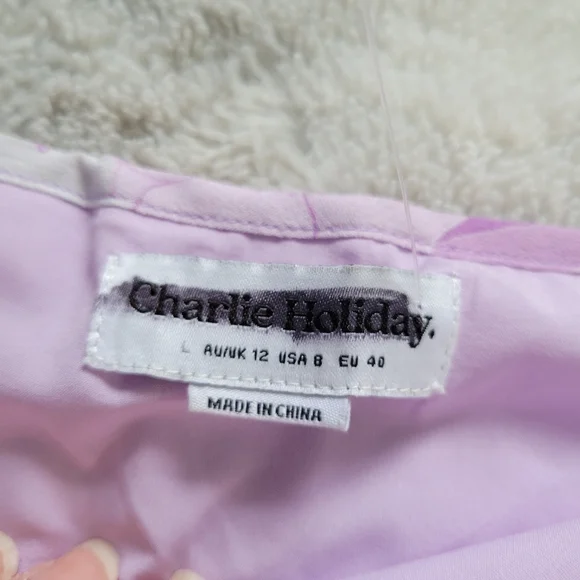 Charlie Holiday.
L AU/UK 12 USA 8 EU 40
MADE IN CHINA